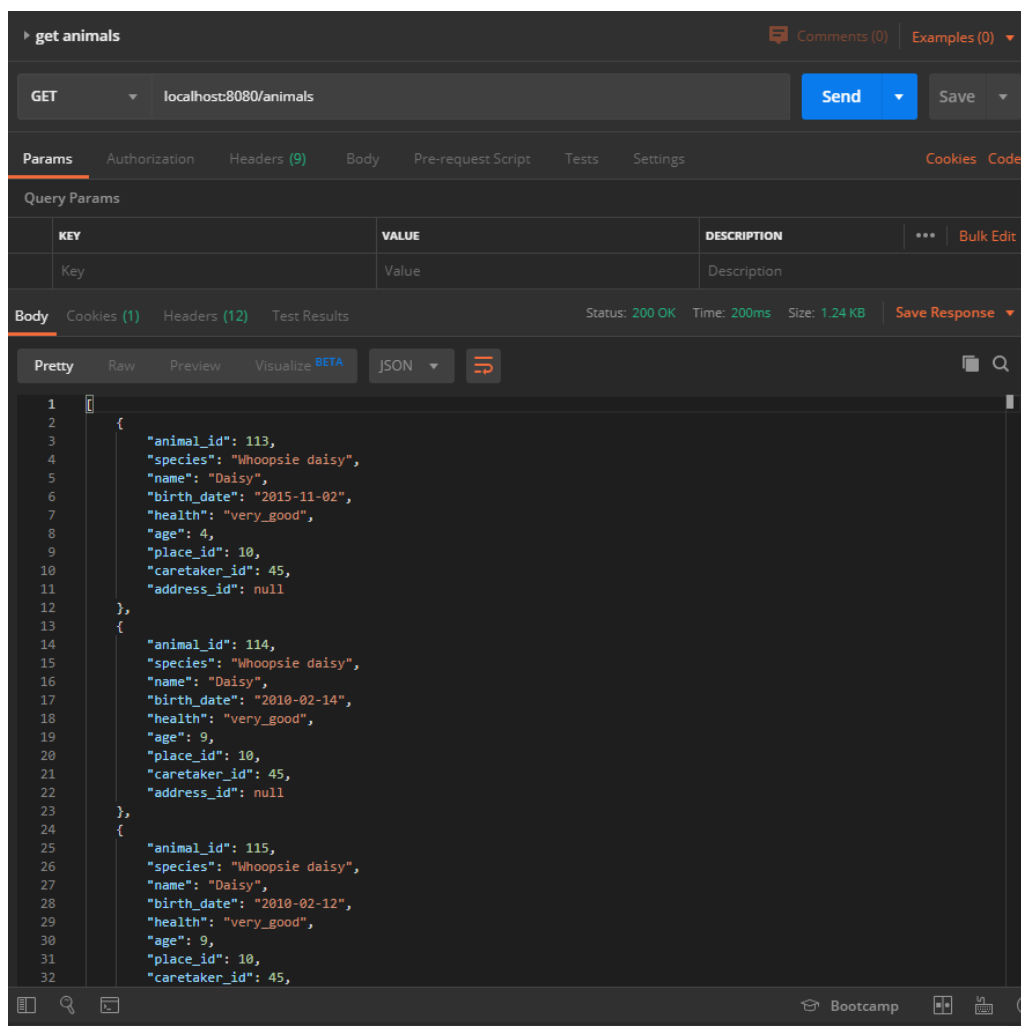 get animals Comments (0) Examples (0)
GET localhost:8080/animals Send Save
Params Authorization Headers (9) Body Pre-request Script Tests Settings Cookies Code
Query Params
KEY VALUE DESCRIPTION ••• Bulk Edit
Key Value Description
Body Cookies (1) Headers (12) Test Results Status: 200 OK Time: 200ms Size: 1.24 KB Save Response
Pretty Raw Preview Visualize BETA JSON
1 [
2 {
3 "animal_id": 113,
4 "species": "Whoopsie daisy",
5 "name": "Daisy",
6 "birth_date": "2015-11-02",
7 "health": "very_good",
8 "age": 4,
9 "place_id": 10,
10 "caretaker_id": 45,
11 "address_id": null
12 },
13 {
14 "animal_id": 114,
15 "species": "Whoopsie daisy",
16 "name": "Daisy",
17 "birth_date": "2010-02-14",
18 "health": "very_good",
19 "age": 9,
20 "place_id": 10,
21 "caretaker_id": 45,
22 "address_id": null
23 },
24 {
25 "animal_id": 115,
26 "species": "Whoopsie daisy",
27 "name": "Daisy",
28 "birth_date": "2010-02-12",
29 "health": "very_good",
30 "age": 9,
31 "place_id": 10,
32 "caretaker_id": 45,
Bootcamp